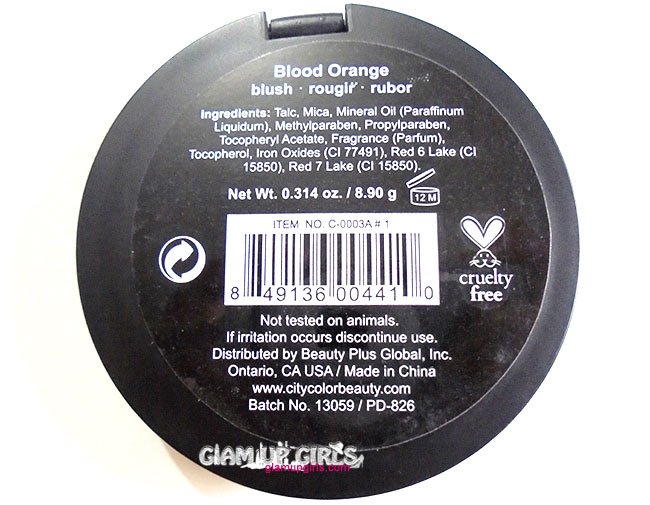 Blood Orange
blush · rougir · rubor
Ingredients: Talc, Mica, Mineral Oil (Paraffinum
Liquidum), Methylparaben, Propylparaben,
Tocopheryl Acetate, Fragrance (Parfum),
Tocopherol, Iron Oxides (CI 77491), Red 6 Lake (CI
15850), Red 7 Lake (CI 15850).
Net Wt. 0.314 oz. / 8.90 g
12 M
ITEM NO. C-0003A # 1
8 49136 00441 0
cruelty
free
Not tested on animals.
If irritation occurs discontinue use.
Distributed by Beauty Plus Global, Inc.
Ontario, CA USA / Made in China
www.citycolorbeauty.com
Batch No. 13059 / PD-826
GLAM UP GIRLS
glamupgirls.com